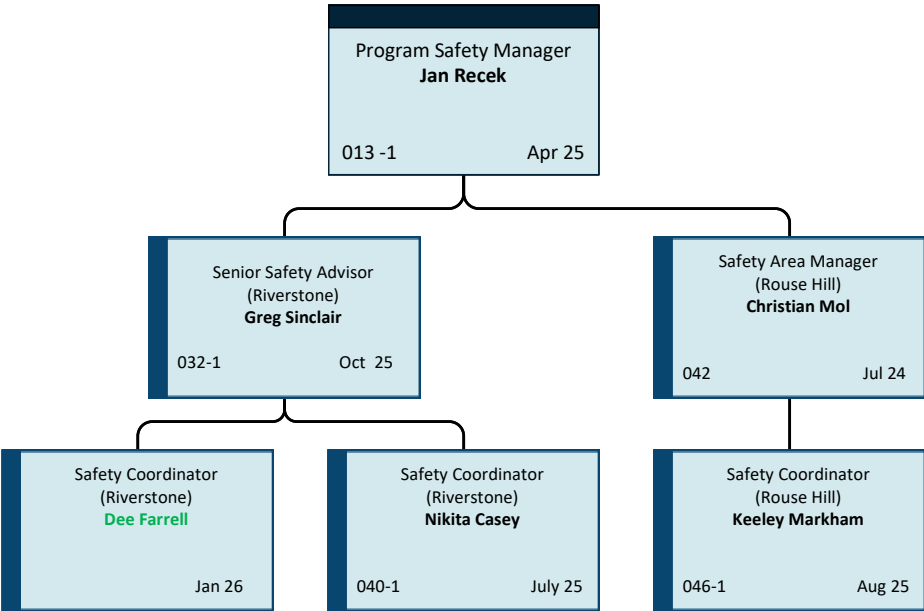 Program Safety Manager
Jan Recek
013 -1 Apr 25
Senior Safety Advisor
(Riverstone)
Greg Sinclair
032-1 Oct  25
Safety Area Manager
(Rouse Hill)
Christian Mol
042 Jul 24
Safety Coordinator
(Riverstone)
Dee Farrell
Jan 26
Safety Coordinator
(Riverstone)
Nikita Casey
040-1 July 25
Safety Coordinator
(Rouse Hill)
Keeley Markham
046-1 Aug 25